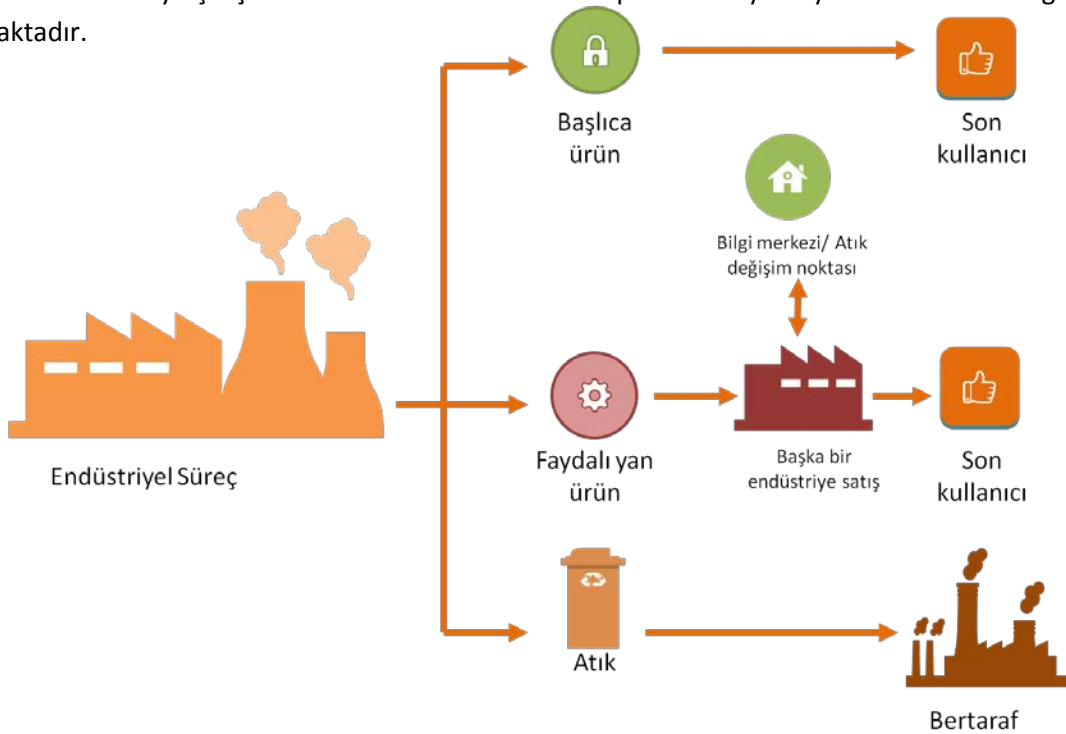 aktadır.
Başlıca
ürün
Son
kullanıcı
Bilgi merkezi/ Atık
değişim noktası
Endüstriyel Süreç
Faydalı yan
ürün
Başka bir
endüstriye satış
Son
kullanıcı
Atık
Bertaraf